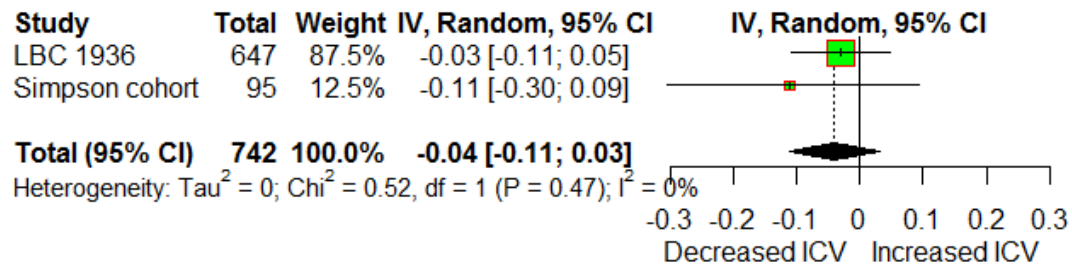 Study Total Weight IV, Random, 95% CI IV, Random, 95% CI
LBC 1936 647 87.5% -0.03 [-0.11; 0.05]
Simpson cohort 95 12.5% -0.11 [-0.30; 0.09]
Total (95% CI) 742 100.0% -0.04 [-0.11; 0.03]
Heterogeneity: Tau² = 0; Chi² = 0.52, df = 1 (P = 0.47); I² = 0%
-0.3 -0.2 -0.1 0 0.1 0.2 0.3
Decreased ICV Increased ICV